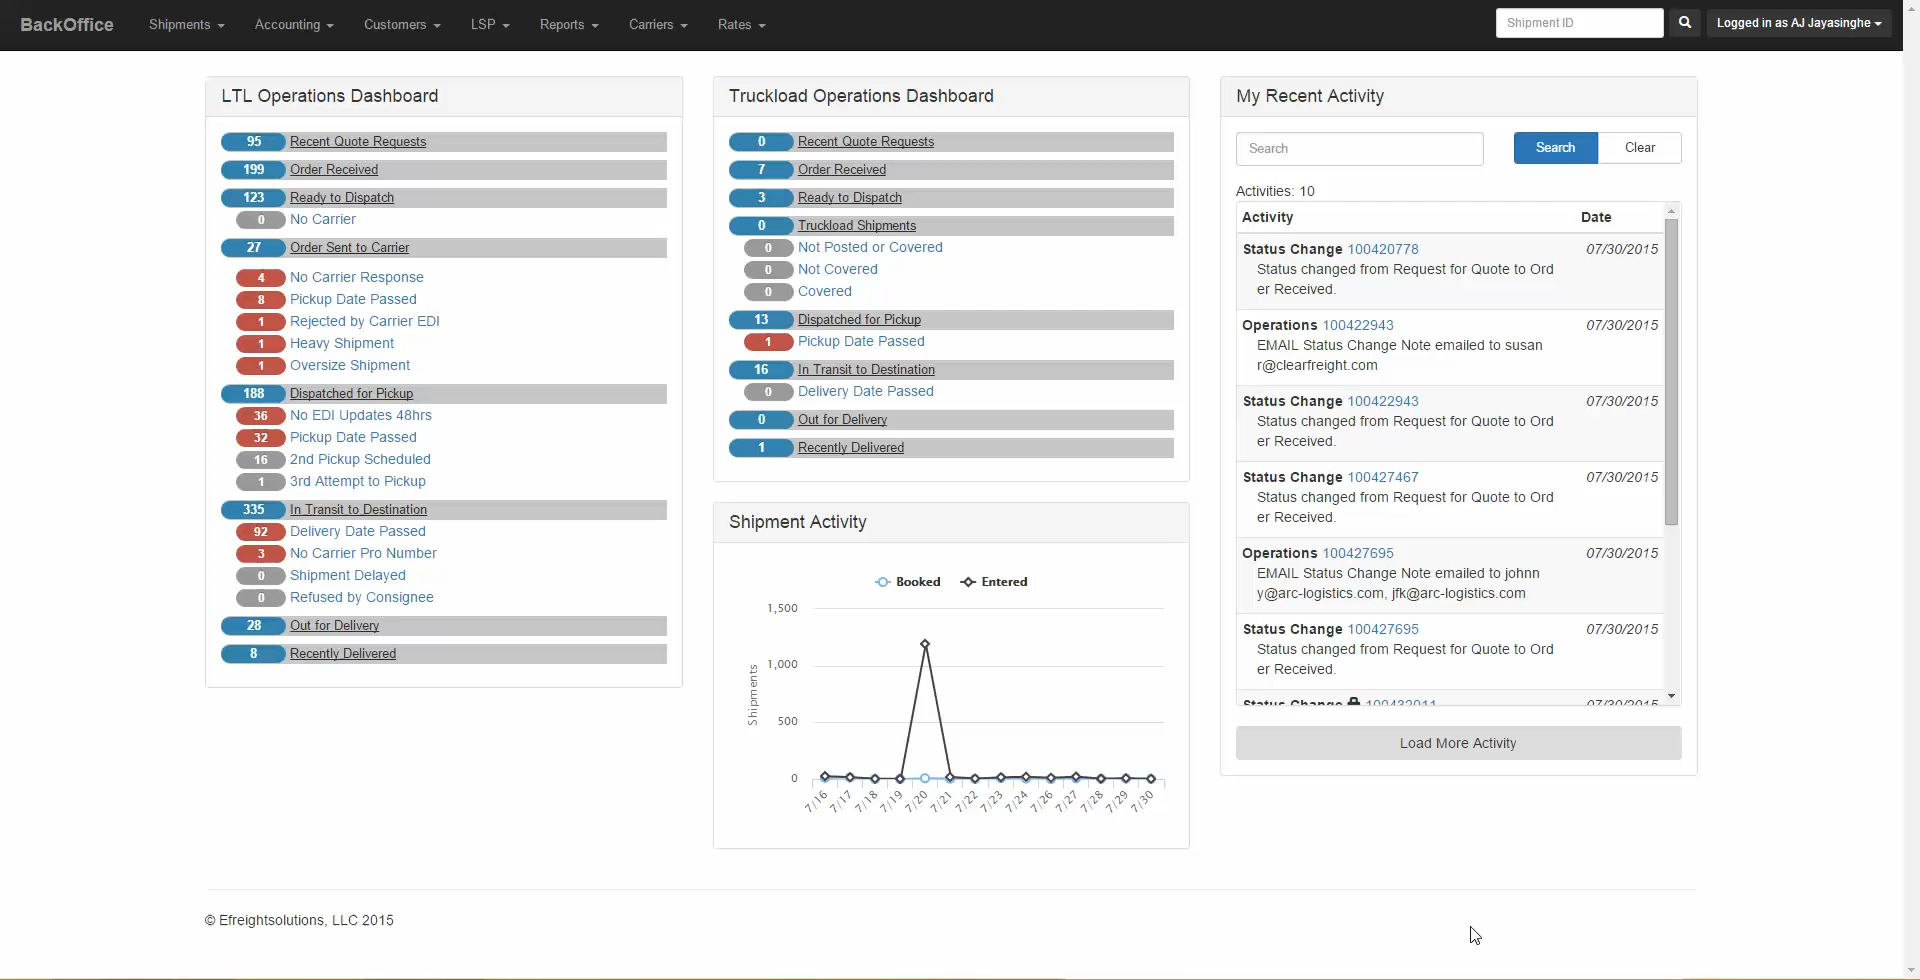 BackOffice Shipments Accounting Customers LSP Reports Carriers Rates Shipment ID Logged in as AJ Jayasinghe
LTL Operations Dashboard
95 Recent Quote Requests
199 Order Received
123 Ready to Dispatch
0 No Carrier
27 Order Sent to Carrier
4 No Carrier Response
8 Pickup Date Passed
1 Rejected by Carrier EDI
1 Heavy Shipment
1 Oversize Shipment
188 Dispatched for Pickup
36 No EDI Updates 48hrs
32 Pickup Date Passed
16 2nd Pickup Scheduled
1 3rd Attempt to Pickup
335 In Transit to Destination
92 Delivery Date Passed
3 No Carrier Pro Number
0 Shipment Delayed
0 Refused by Consignee
28 Out for Delivery
8 Recently Delivered
Truckload Operations Dashboard
0 Recent Quote Requests
7 Order Received
3 Ready to Dispatch
0 Truckload Shipments
0 Not Posted or Covered
0 Not Covered
0 Covered
13 Dispatched for Pickup
1 Pickup Date Passed
16 In Transit to Destination
0 Delivery Date Passed
0 Out for Delivery
1 Recently Delivered
Shipment Activity
Booked Entered
1,500
1,000
500
0
Shipments
7/16 7/17 7/18 7/19 7/20 7/21 7/22 7/23 7/24 7/26 7/27 7/28 7/29 7/30
My Recent Activity
Search Search Clear
Activities: 10
Activity Date
Status Change 100420778 07/30/2015
Status changed from Request for Quote to Ord
er Received.
Operations 100422943 07/30/2015
EMAIL Status Change Note emailed to susan
r@clearfreight.com
Status Change 100422943 07/30/2015
Status changed from Request for Quote to Ord
er Received.
Status Change 100427467 07/30/2015
Status changed from Request for Quote to Ord
er Received.
Operations 100427695 07/30/2015
EMAIL Status Change Note emailed to johnn
y@arc-logistics.com, jfk@arc-logistics.com
Status Change 100427695 07/30/2015
Status changed from Request for Quote to Ord
er Received.
Status Change 100432011 07/30/2015
Load More Activity
© Efreightsolutions, LLC 2015